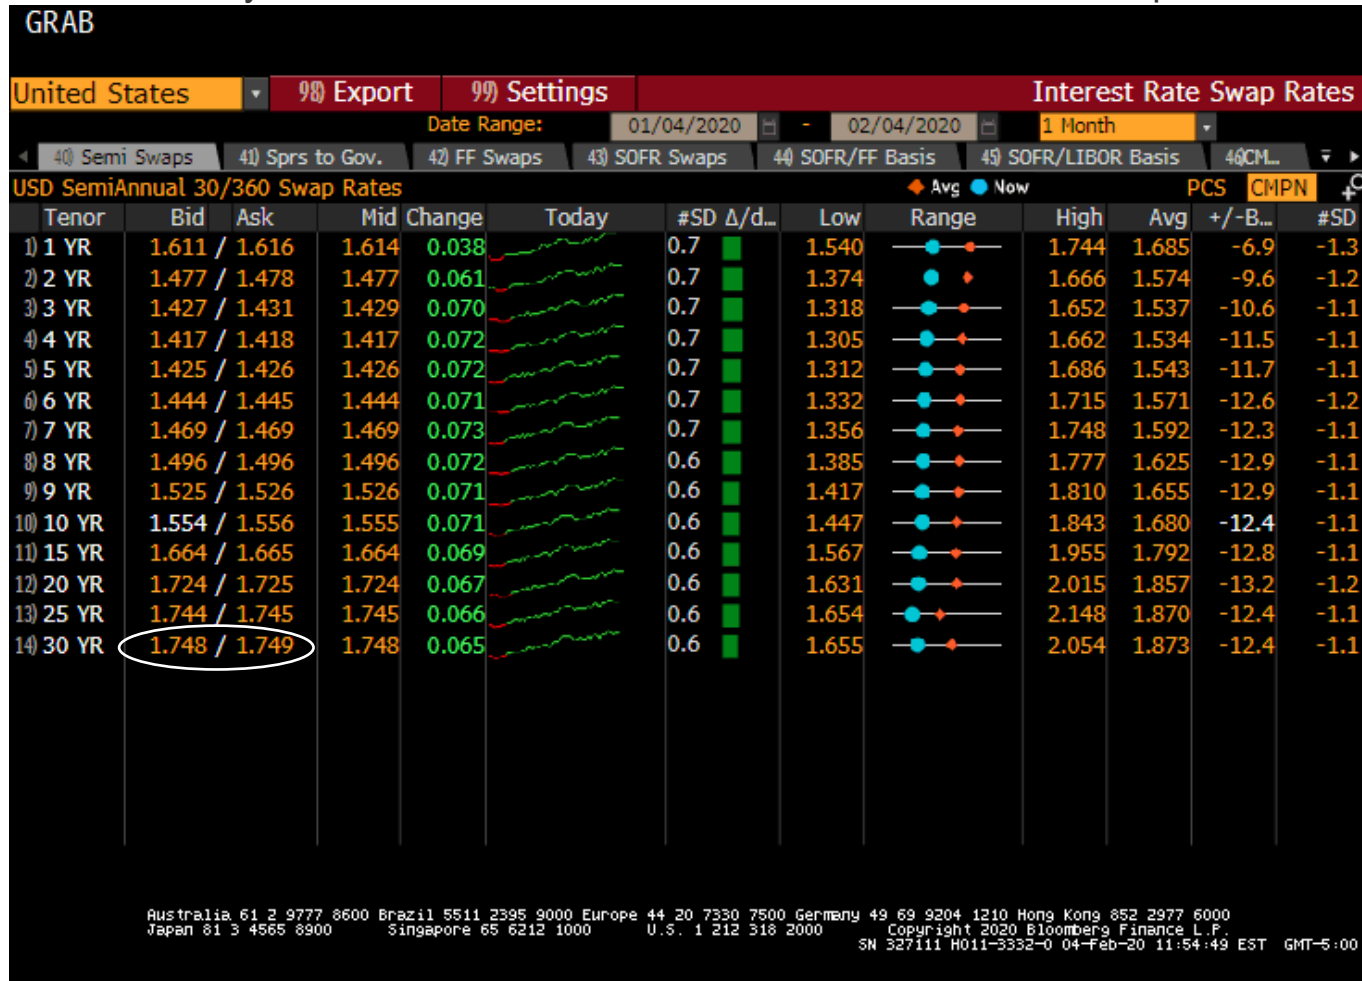 GRAB
United States 98) Export 99) Settings Interest Rate Swap Rates
Date Range: 01/04/2020 - 02/04/2020 1 Month
40) Semi Swaps 41) Sprs to Gov. 42) FF Swaps 43) SOFR Swaps 44) SOFR/FF Basis 45) SOFR/LIBOR Basis 46)CM...
USD SemiAnnual 30/360 Swap Rates Avg Now PCS CMPN
Tenor Bid Ask Mid Change Today #SD Δ/d... Low Range High Avg +/-B... #SD
1) 1 YR 1.611 / 1.616 1.614 0.038 0.7 1.540 1.744 1.685 -6.9 -1.3
2) 2 YR 1.477 / 1.478 1.477 0.061 0.7 1.374 1.666 1.574 -9.6 -1.2
3) 3 YR 1.427 / 1.431 1.429 0.070 0.7 1.318 1.652 1.537 -10.6 -1.1
4) 4 YR 1.417 / 1.418 1.417 0.072 0.7 1.305 1.662 1.534 -11.5 -1.1
5) 5 YR 1.425 / 1.426 1.426 0.072 0.7 1.312 1.686 1.543 -11.7 -1.1
6) 6 YR 1.444 / 1.445 1.444 0.071 0.7 1.332 1.715 1.571 -12.6 -1.2
7) 7 YR 1.469 / 1.469 1.469 0.073 0.7 1.356 1.748 1.592 -12.3 -1.1
8) 8 YR 1.496 / 1.496 1.496 0.072 0.6 1.385 1.777 1.625 -12.9 -1.1
9) 9 YR 1.525 / 1.526 1.526 0.071 0.6 1.417 1.810 1.655 -12.9 -1.1
10) 10 YR 1.554 / 1.556 1.555 0.071 0.6 1.447 1.843 1.680 -12.4 -1.1
11) 15 YR 1.664 / 1.665 1.664 0.069 0.6 1.567 1.955 1.792 -12.8 -1.1
12) 20 YR 1.724 / 1.725 1.724 0.067 0.6 1.631 2.015 1.857 -13.2 -1.2
13) 25 YR 1.744 / 1.745 1.745 0.066 0.6 1.654 2.148 1.870 -12.4 -1.1
14) 30 YR 1.748 / 1.749 1.748 0.065 0.6 1.655 2.054 1.873 -12.4 -1.1
Australia 61 2 9777 8600 Brazil 5511 2395 9000 Europe 44 20 7330 7500 Germany 49 69 9204 1210 Hong Kong 852 2977 6000
Japan 81 3 4565 8900 Singapore 65 6212 1000 U.S. 1 212 318 2000 Copyright 2020 Bloomberg Finance L.P.
SN 327111 H011-3332-0 04-Feb-20 11:54:49 EST GMT-5:00